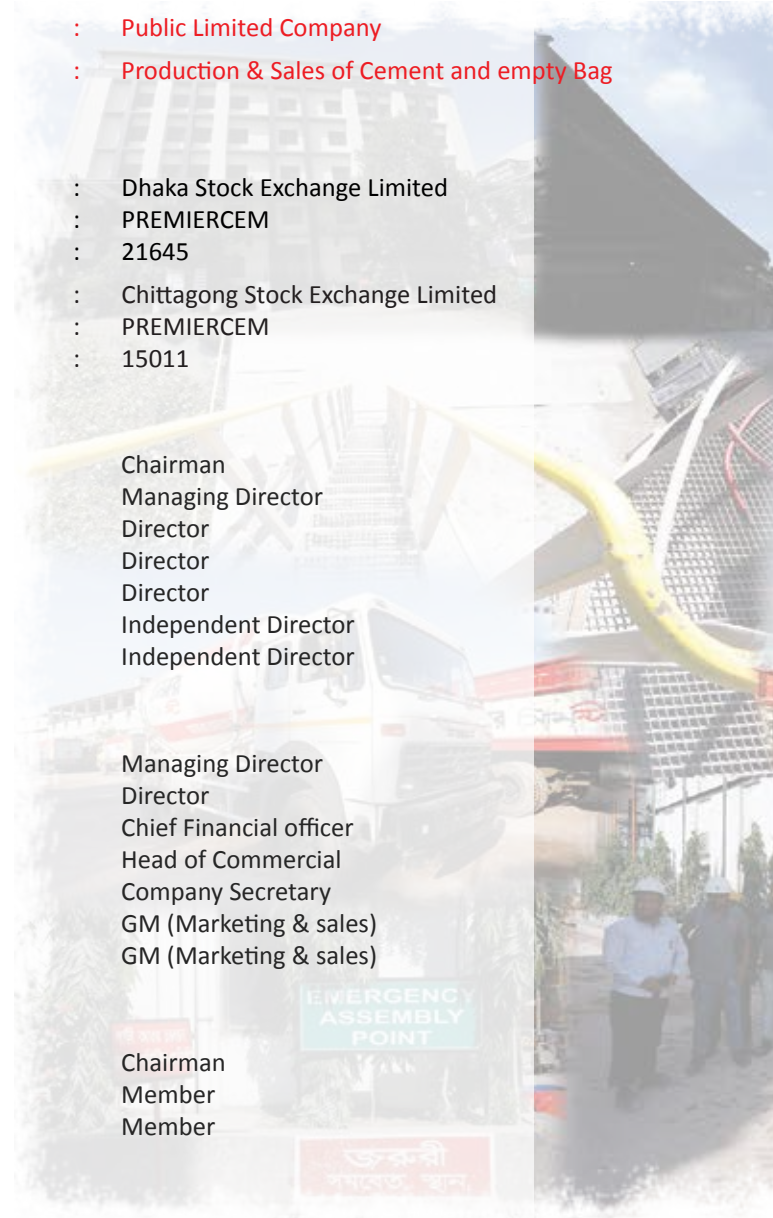 : Public Limited Company
: Production & Sales of Cement and empty Bag
: Dhaka Stock Exchange Limited
: PREMIERCEM
: 21645
: Chittagong Stock Exchange Limited
: PREMIERCEM
: 15011
Chairman
Managing Director
Director
Director
Director
Independent Director
Independent Director
Managing Director
Director
Chief Financial officer
Head of Commercial
Company Secretary
GM (Marketing & sales)
GM (Marketing & sales)
EMERGENCY
ASSEMBLY
POINT
Chairman
Member
Member
জরুরী
সমবেত স্থান